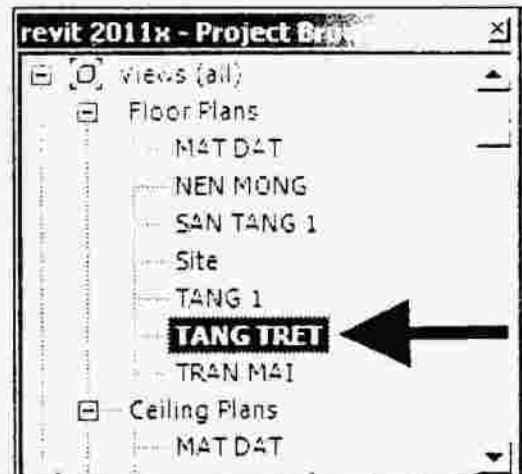 revit 2011x - Project Brow
Views (all)
Floor Plans
MAT DAT
NEN MONG
SAN TANG 1
Site
TANG 1
TANG TRET
TRAN MAI
Ceiling Plans
MAT DAT